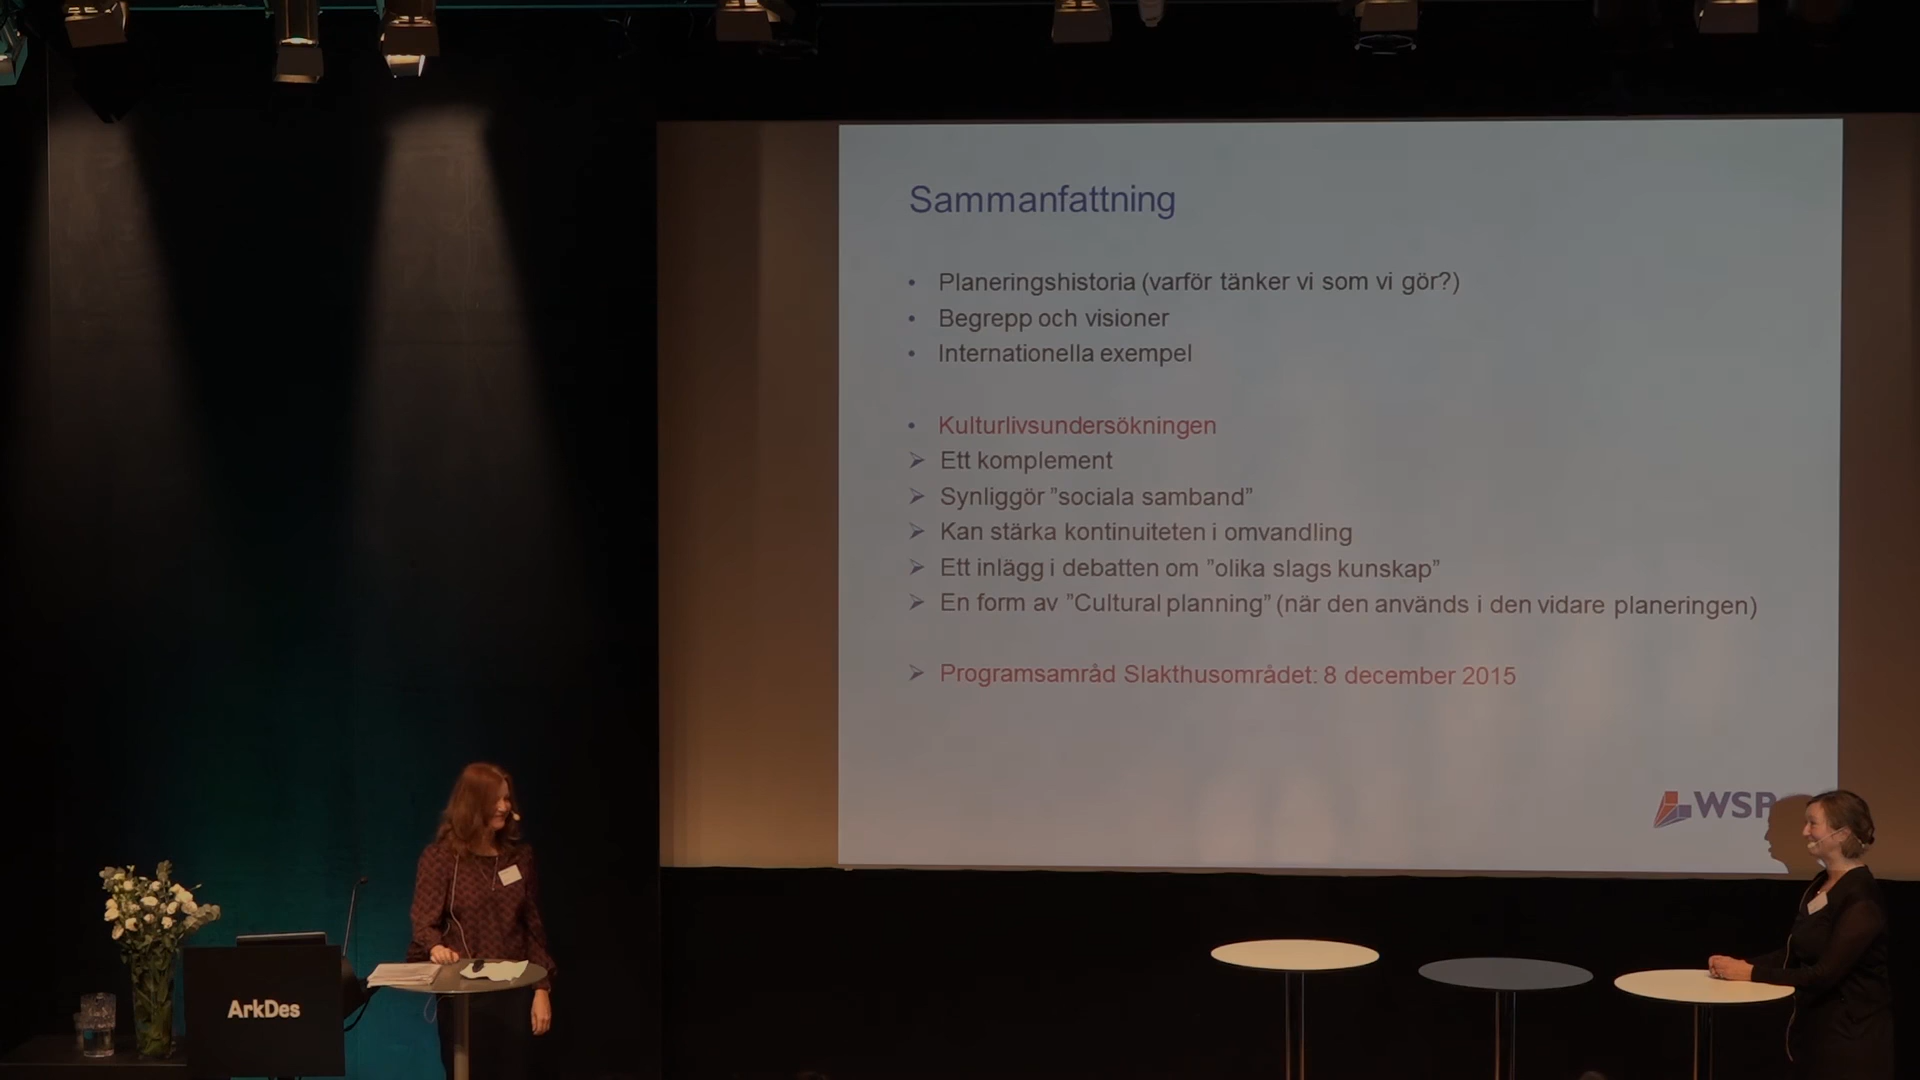 Sammanfattning
• Planeringshistoria (varför tänker vi som vi gör?)
• Begrepp och visioner
• Internationella exempel
• Kulturlivsundersökningen
➢ Ett komplement
➢ Synliggör ”sociala samband”
➢ Kan stärka kontinuiteten i omvandling
➢ Ett inlägg i debatten om ”olika slags kunskap”
➢ En form av ”Cultural planning” (när den används i den vidare planeringen)
➢ Programsamråd Slakthusområdet: 8 december 2015
WSP
ArkDes